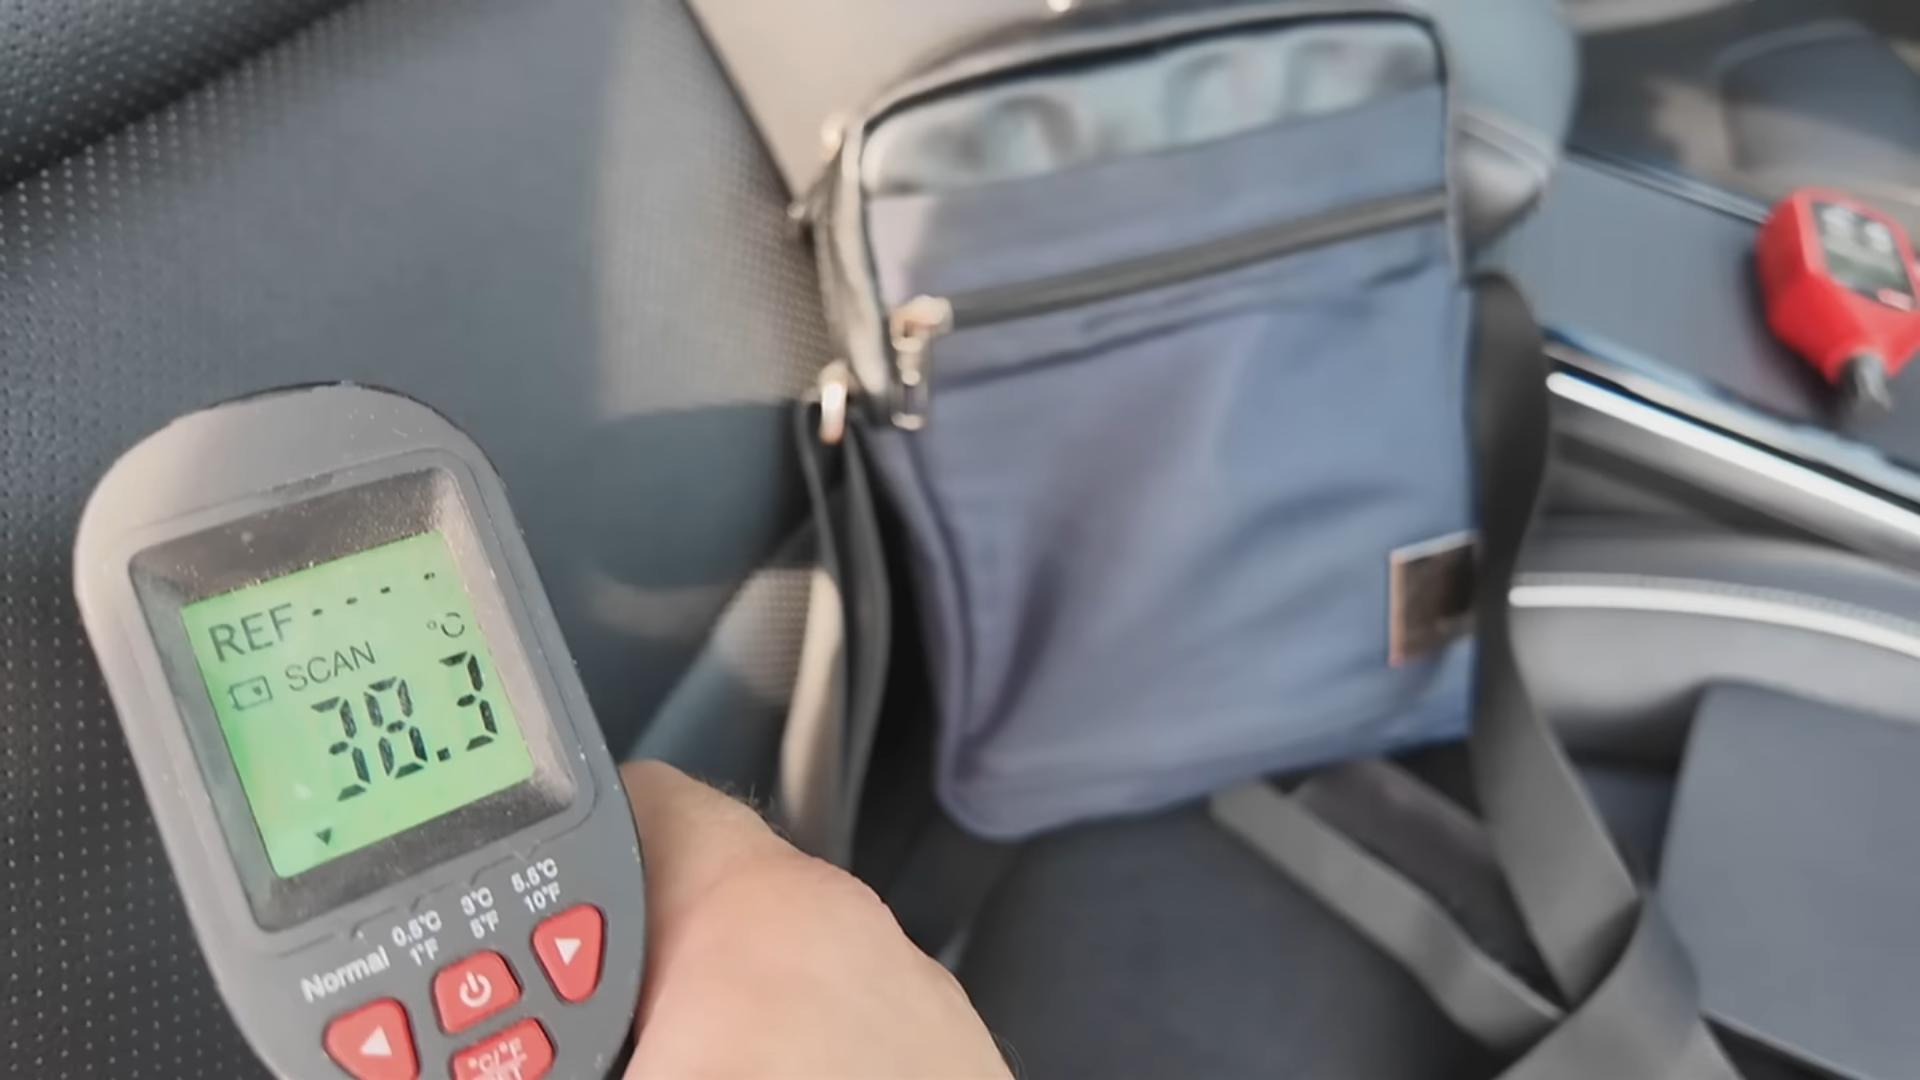 REF----
°C
SCAN
38.3
Normal
0.5°C 3°C 5.5°C
1°F 5°F 10°F
°C/°F